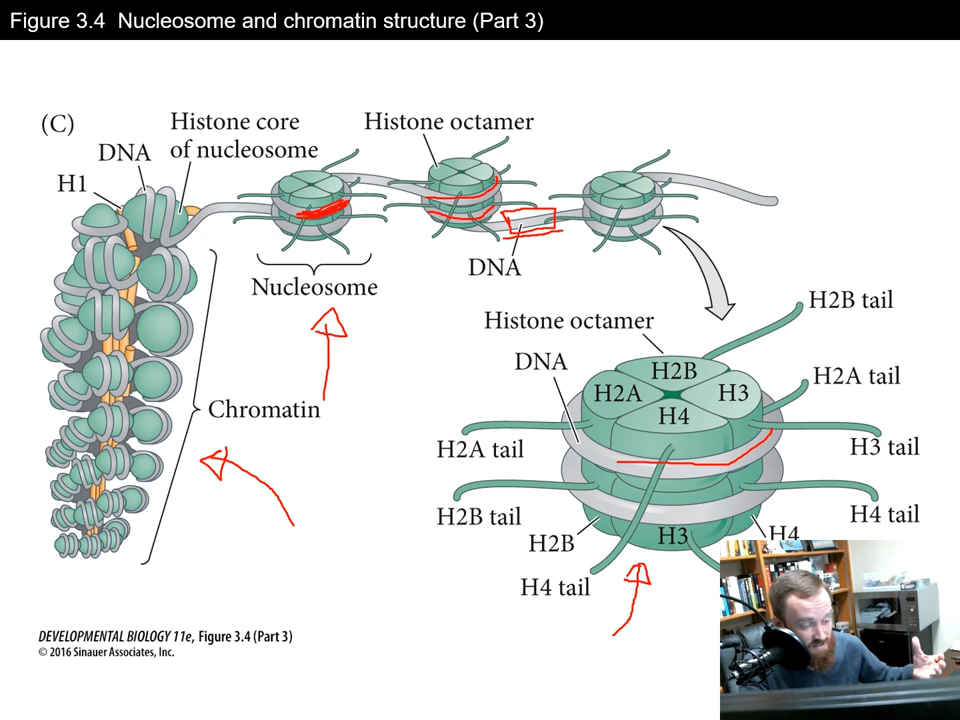 Figure 3.4 Nucleosome and chromatin structure (Part 3)
(C)
Histone core
of nucleosome
Histone octamer
DNA
H1
DNA
Nucleosome
Chromatin
Histone octamer
DNA
H2B tail
H2A tail
H2B
H2A
H3
H4
H2A tail
H3 tail
H2B tail
H4 tail
H2B
H3
H4
H4 tail
DEVELOPMENTAL BIOLOGY 11e, Figure 3.4 (Part 3)
© 2016 Sinauer Associates, Inc.